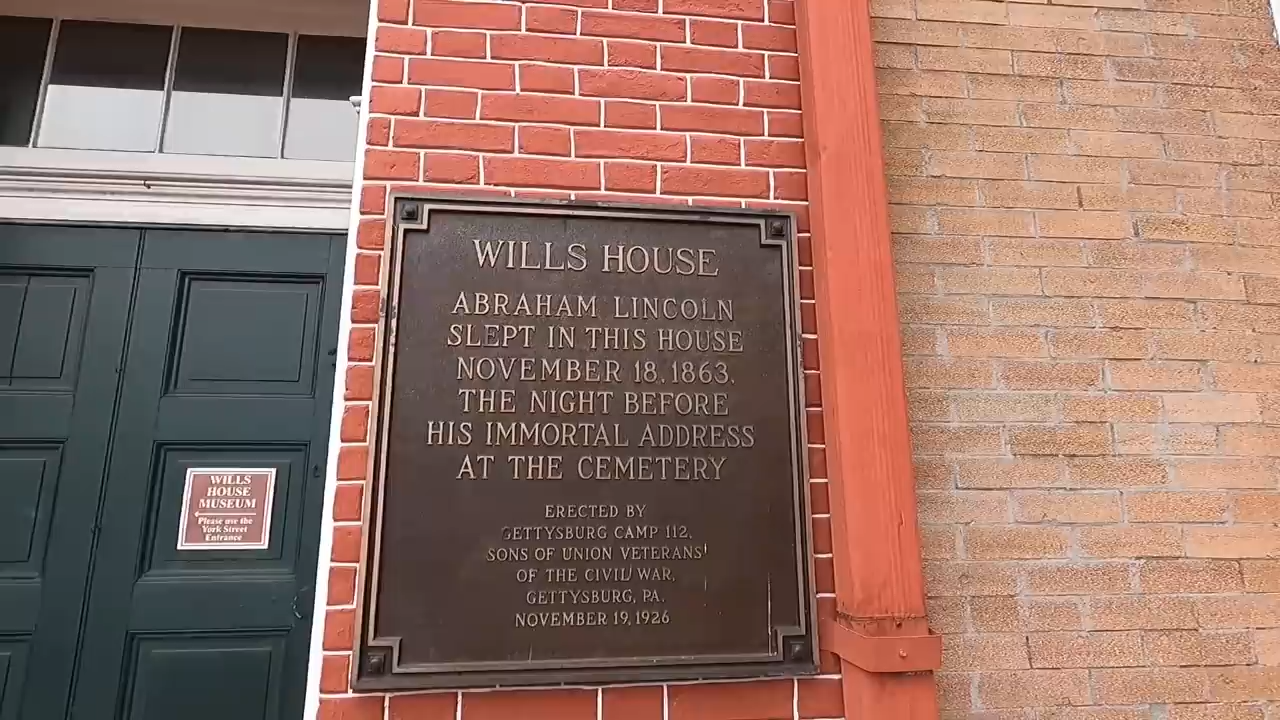 WILLS HOUSE
ABRAHAM LINCOLN
SLEPT IN THIS HOUSE
NOVEMBER 18, 1863,
THE NIGHT BEFORE
HIS IMMORTAL ADDRESS
AT THE CEMETERY
ERECTED BY
GETTYSBURG CAMP 112,
SONS OF UNION VETERANS
OF THE CIVIL WAR,
GETTYSBURG, PA.
NOVEMBER 19, 1926
WILLS
HOUSE
MUSEUM
Please use the
York Street
Entrance